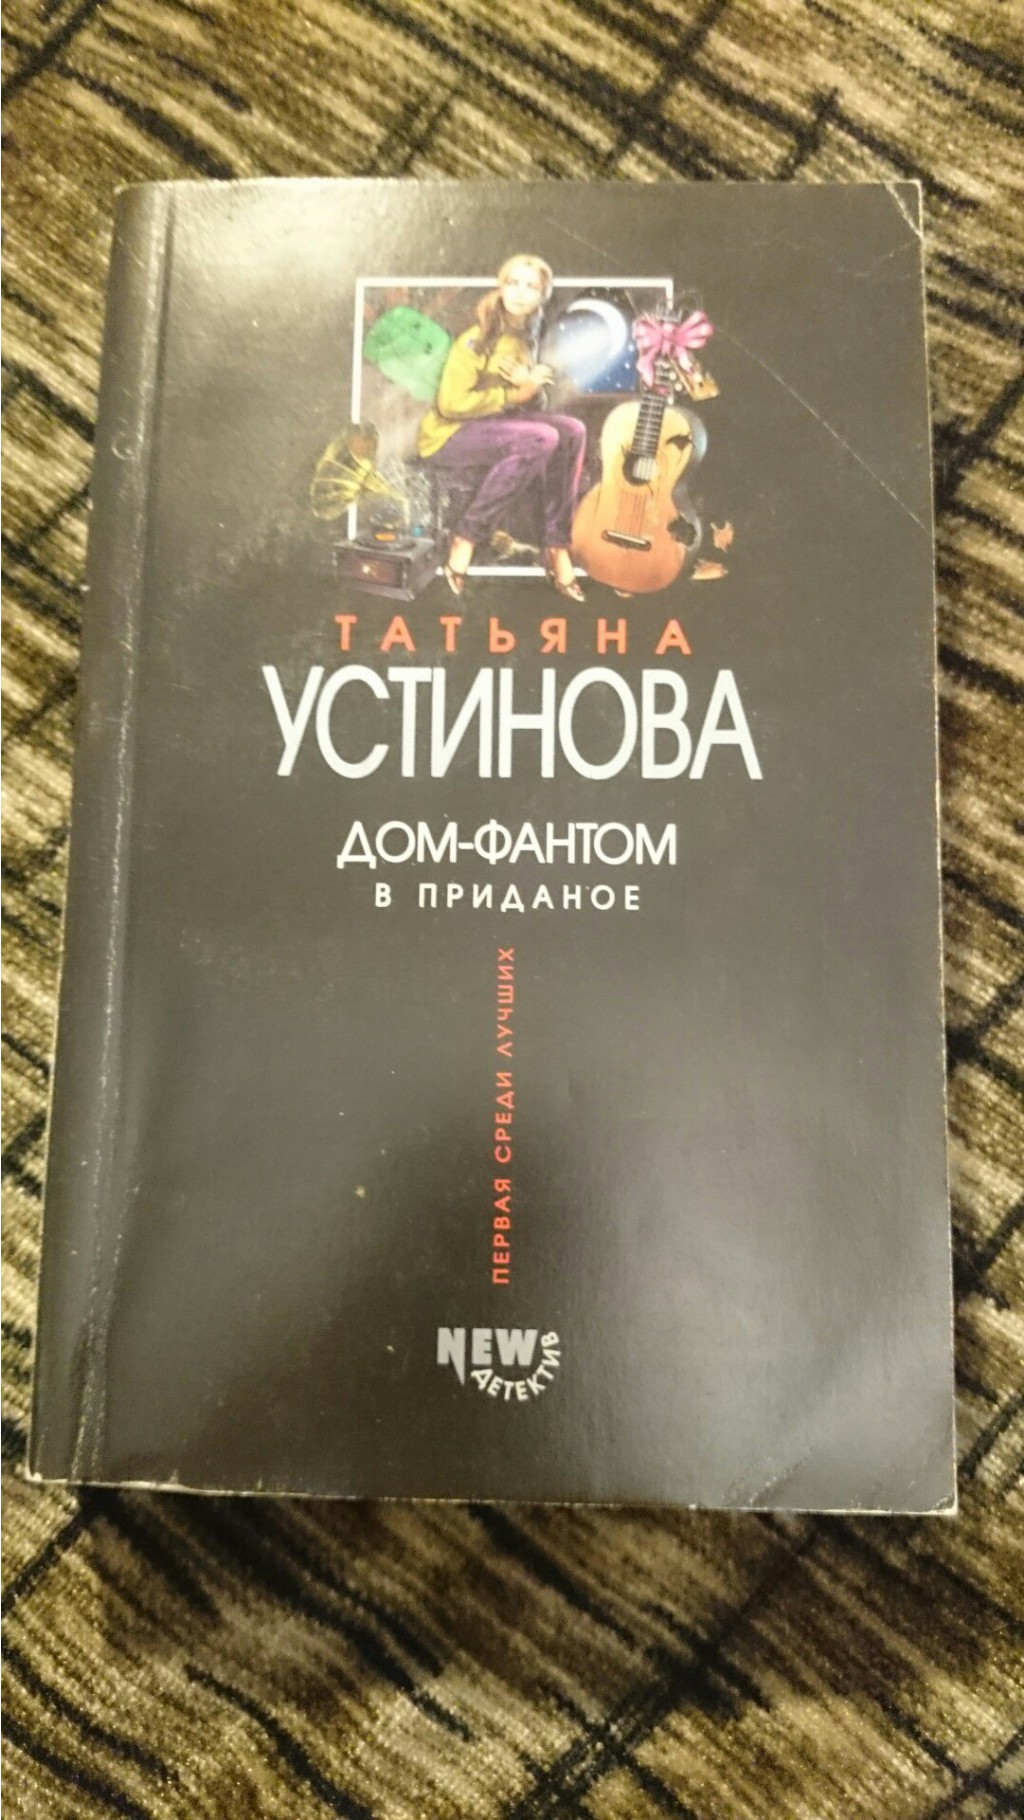 ТАТЬЯНА
УСТИНОВА
ДОМ-ФАНТОМ
В ПРИДАНОЕ
ПЕРВАЯ СРЕДИ ЛУЧШИХ
NEW
ДЕТЕКТИВ